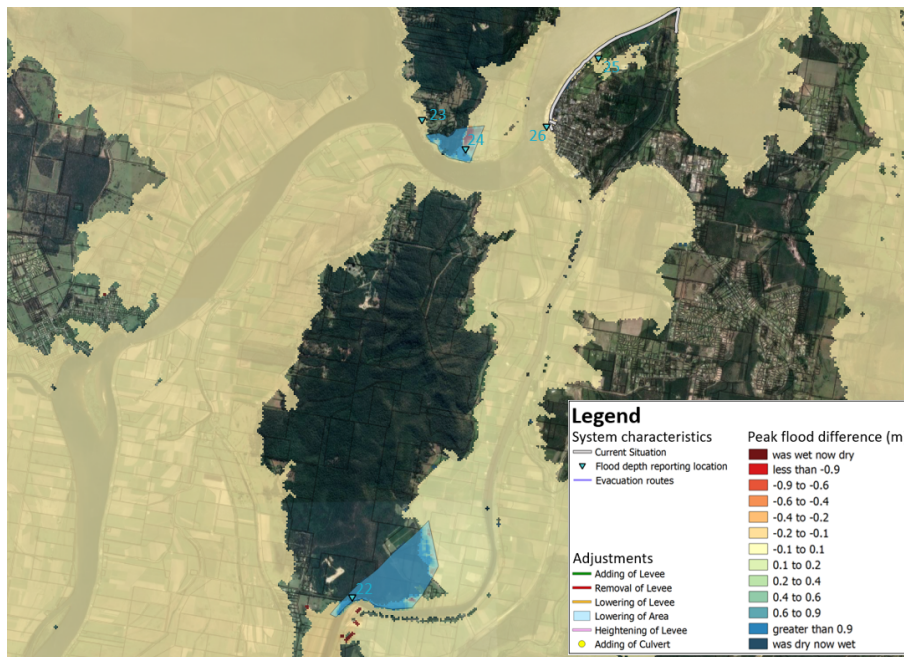 23
24
25
26
22
Legend
System characteristics
Current Situation
Flood depth reporting location
Evacuation routes
Adjustments
Adding of Levee
Removal of Levee
Lowering of Levee
Lowering of Area
Heightening of Levee
Adding of Culvert
Peak flood difference (m
was wet now dry
less than -0.9
-0.9 to -0.6
-0.6 to -0.4
-0.4 to -0.2
-0.2 to -0.1
-0.1 to 0.1
0.1 to 0.2
0.2 to 0.4
0.4 to 0.6
0.6 to 0.9
greater than 0.9
was dry now wet